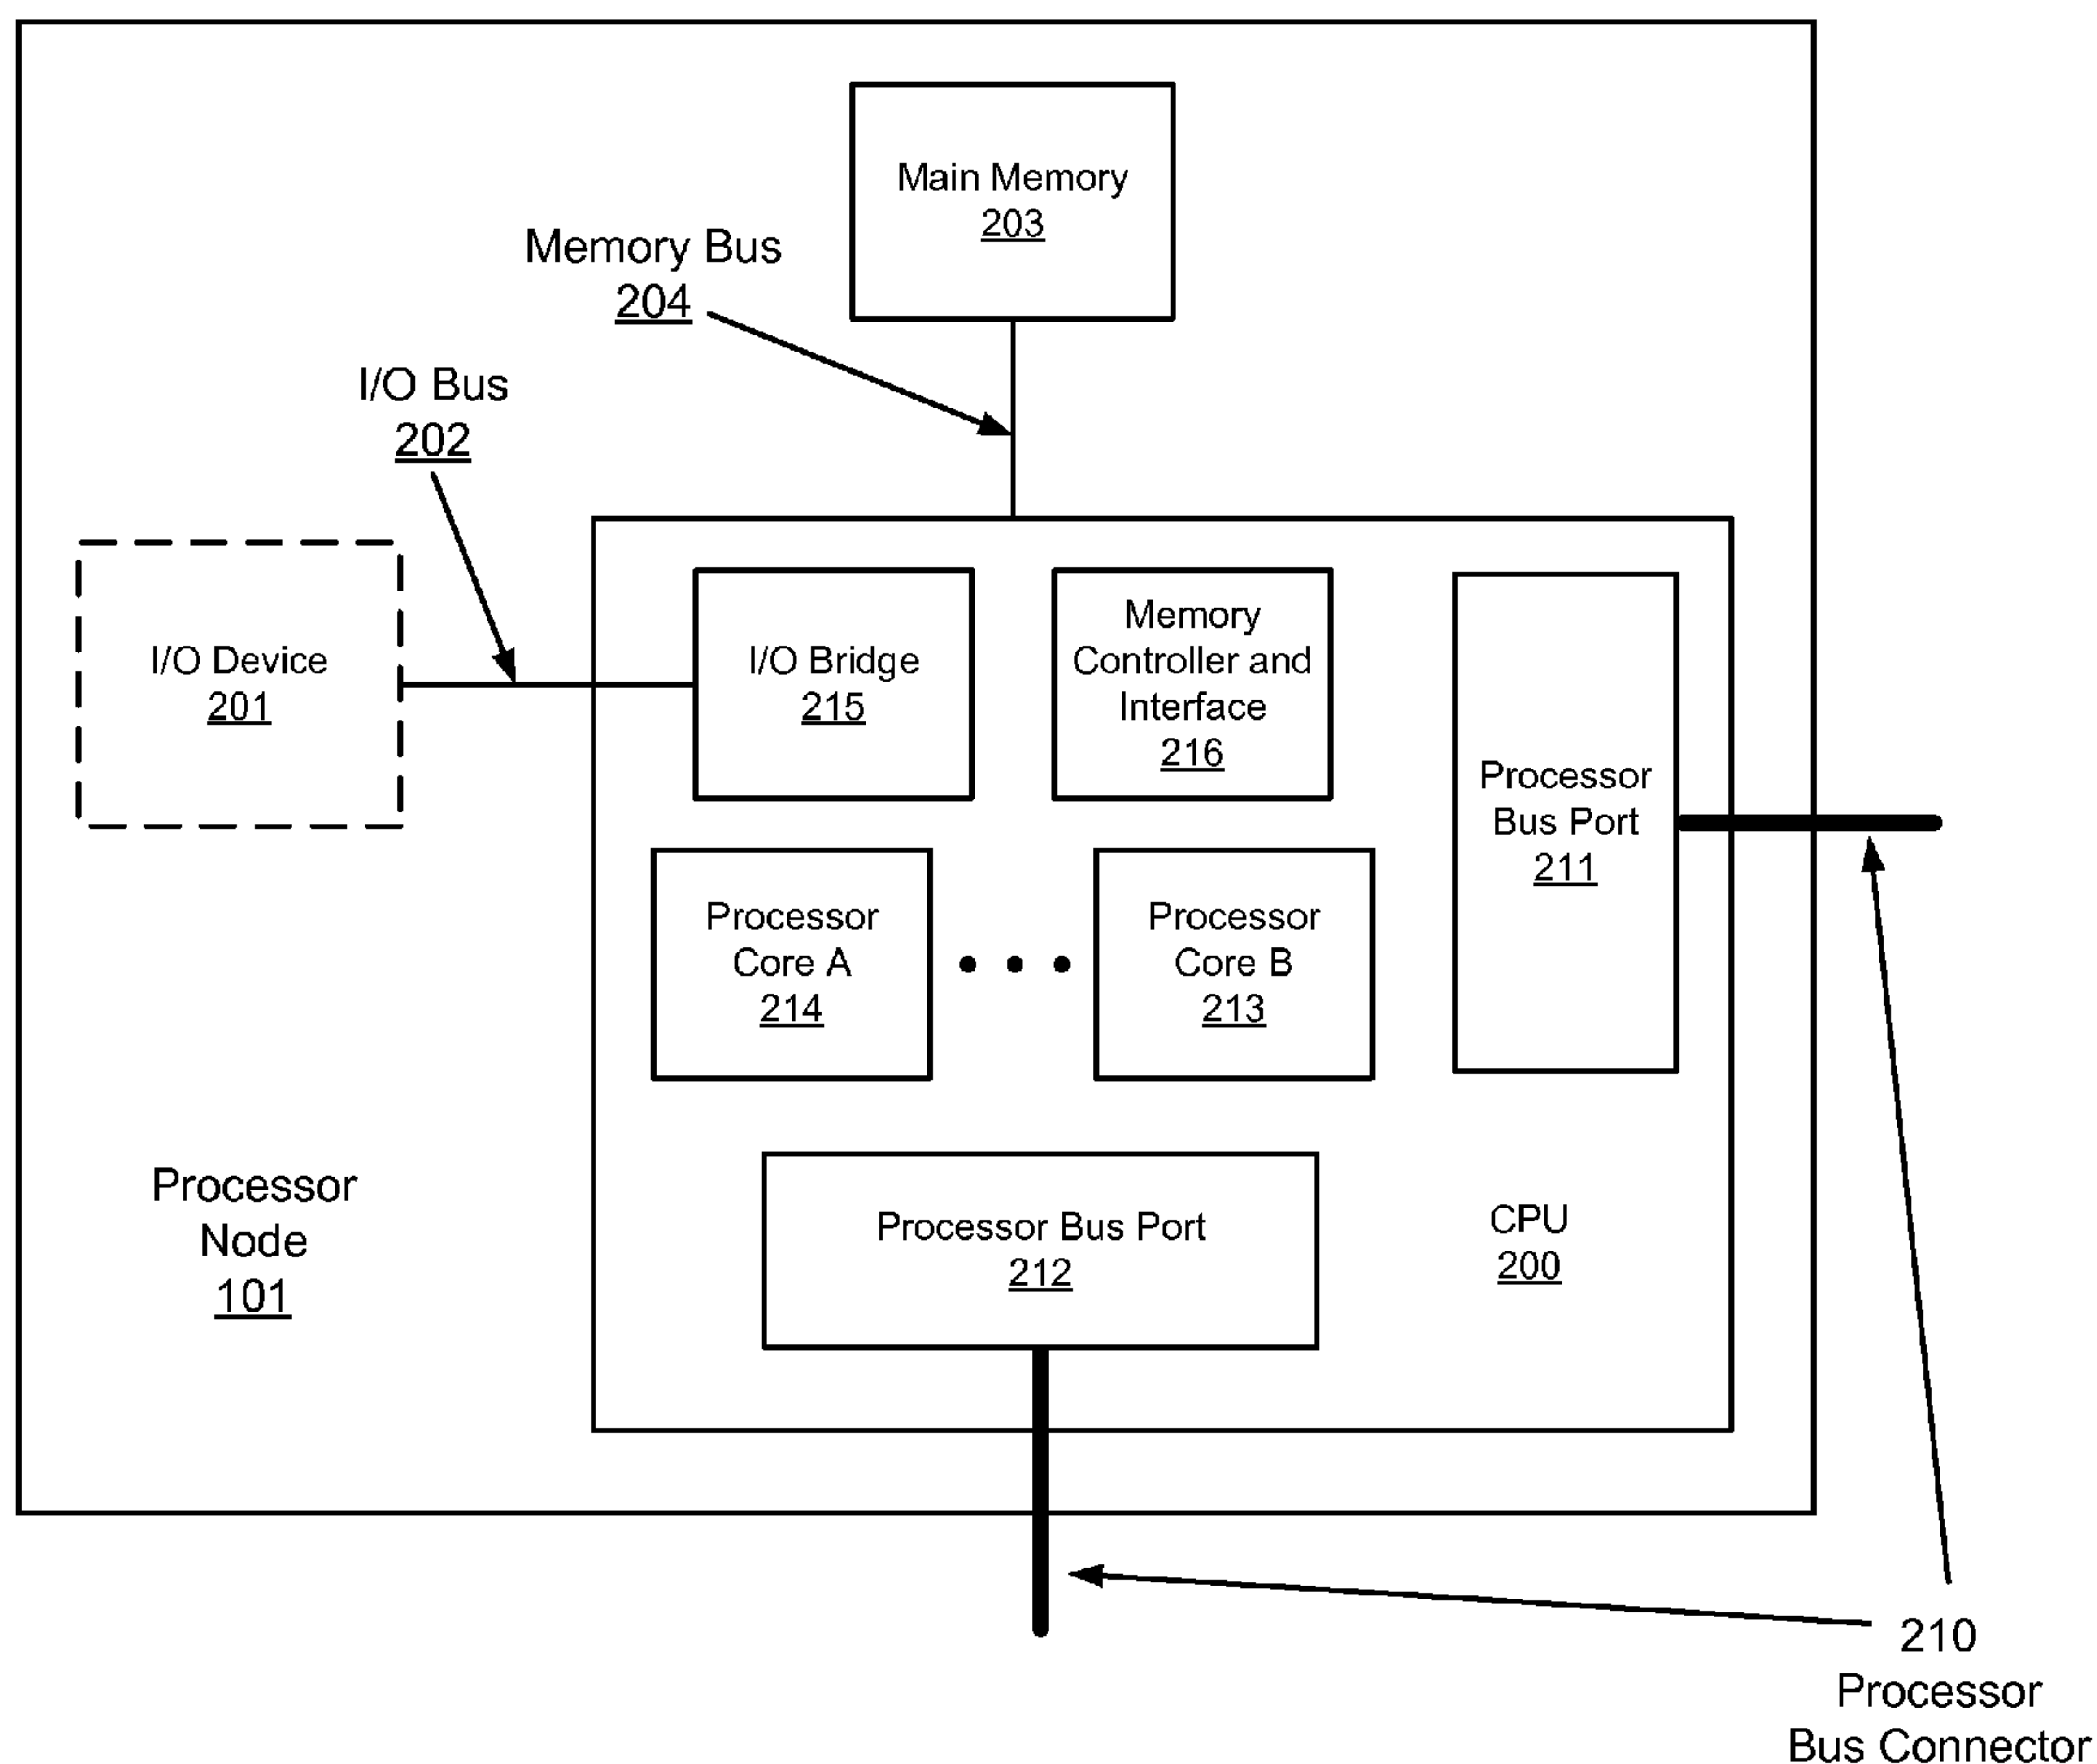 Main Memory
203
Memory Bus
204
I/O Bus
202
I/O Device
201
I/O Bridge
215
Memory
Controller and
Interface
216
Processor
Bus Port
211
Processor
Core A
214
Processor
Core B
213
Processor
Node
101
Processor Bus Port
212
CPU
200
210
Processor
Bus Connector